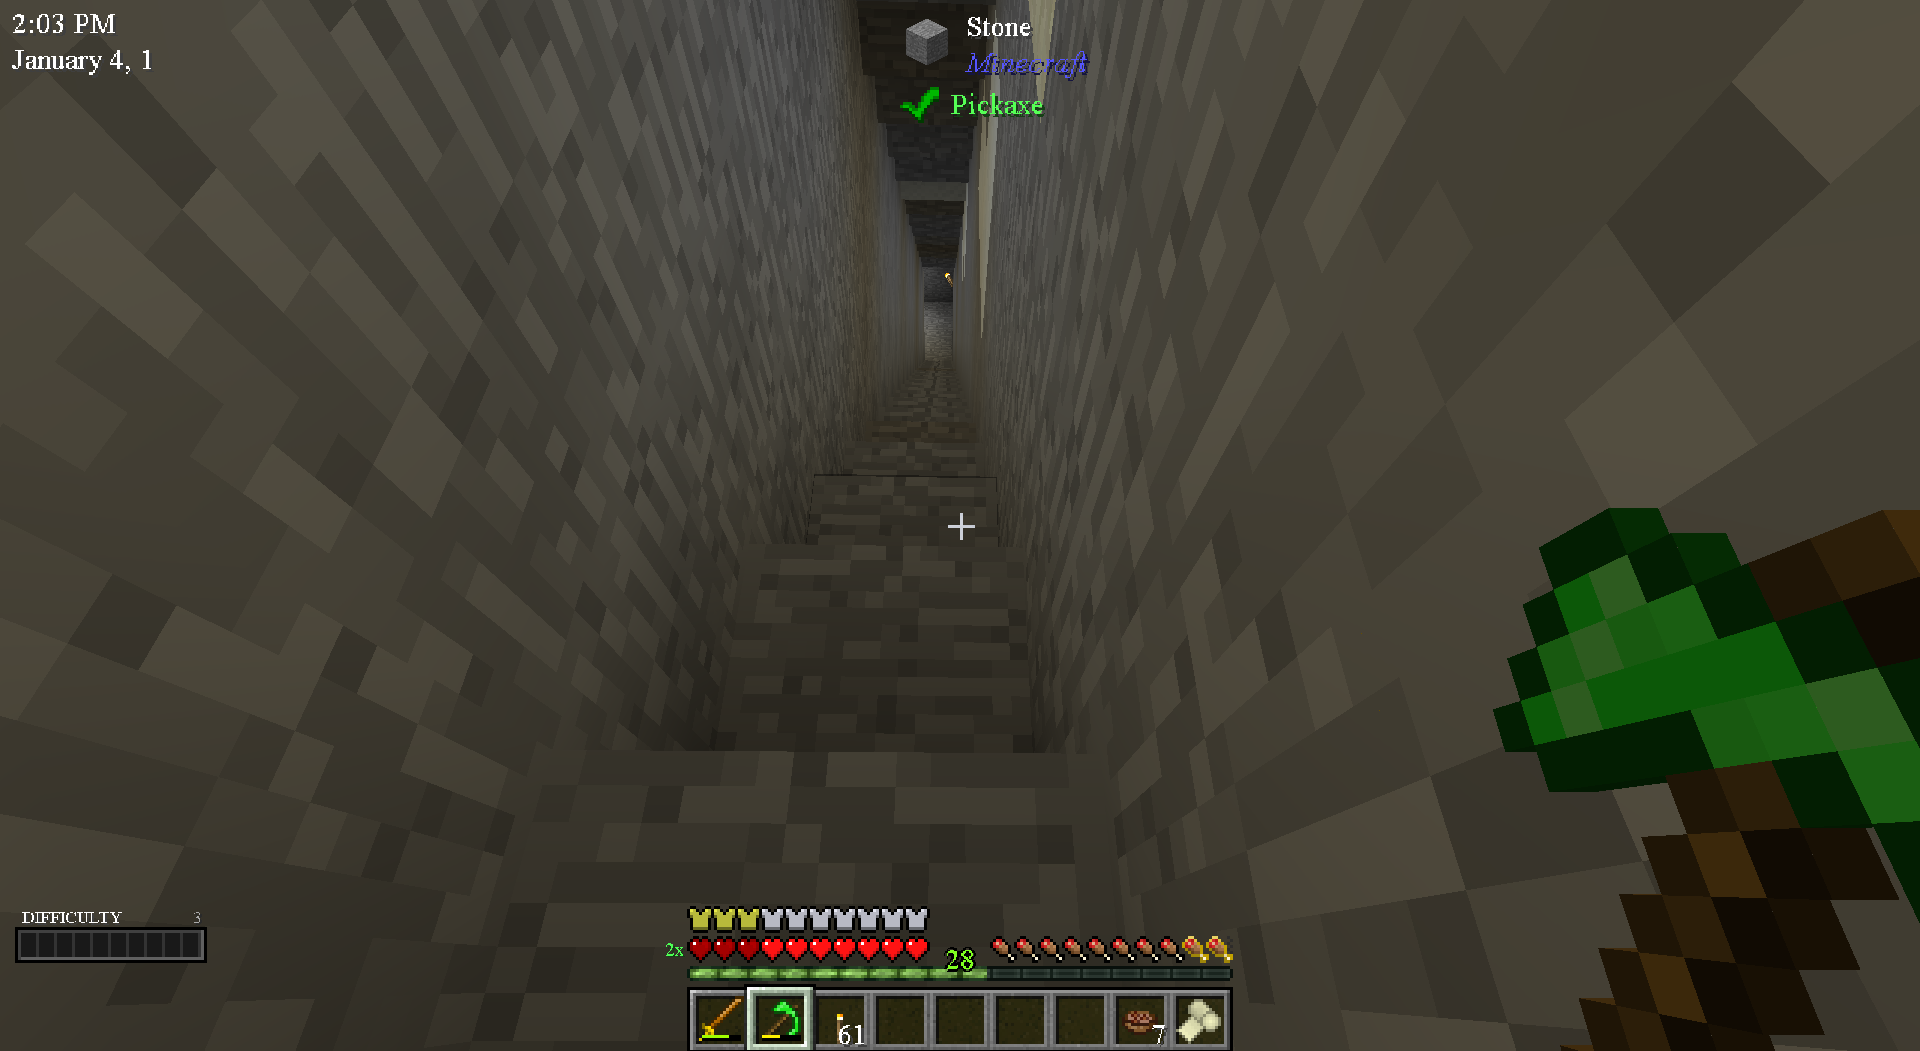 2:03 PM
January 4, 1
Stone
Minecraft
Pickaxe
DIFFICULTY 3
2x
28
61
7